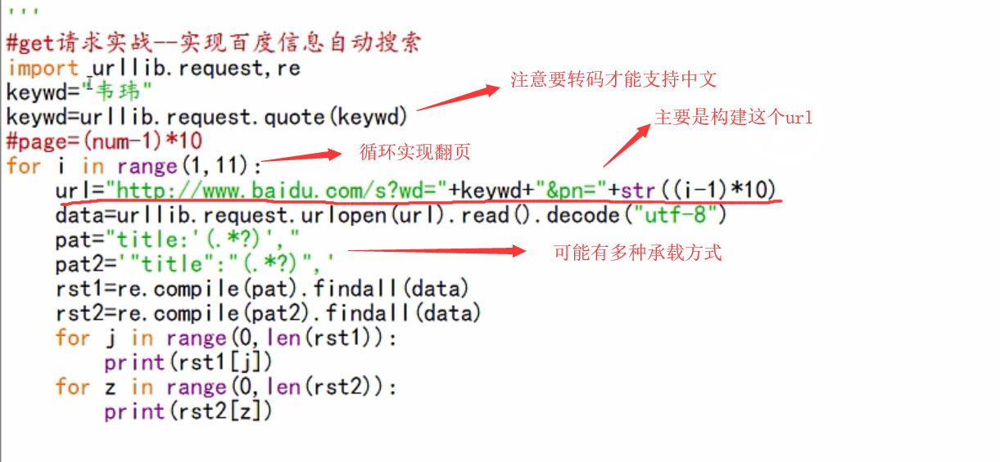 '''
#get请求实战--实现百度信息自动搜索
import urllib.request,re
keywd="韦玮"
注意要转码才能支持中文
keywd=urllib.request.quote(keywd)
主要是构建这个url
#page=(num-1)*10
循环实现翻页
for i in range(1,11):
url="http://www.baidu.com/s?wd="+keywd+"&pn="+str((i-1)*10)
data=urllib.request.urlopen(url).read().decode("utf-8")
pat="title:'(.*?)',"
可能有多种承载方式
pat2='"title":"(.*?)",'
rst1=re.compile(pat).findall(data)
rst2=re.compile(pat2).findall(data)
for j in range(0,len(rst1)):
print(rst1[j])
for z in range(0,len(rst2)):
print(rst2[z])